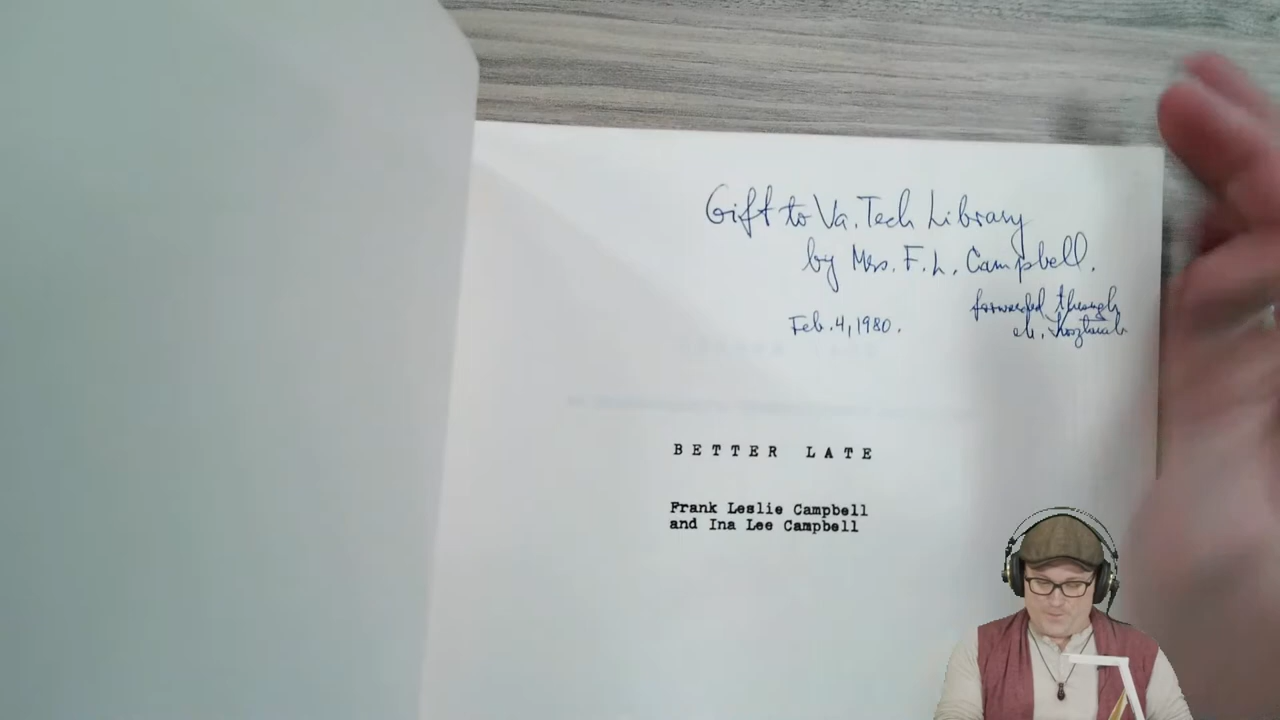 Gift to Va. Tech Library
by Mrs. F. L. Campbell.
Feb. 4, 1980.
forwarded through
BETTER LATE
Frank Leslie Campbell
and Ina Lee Campbell